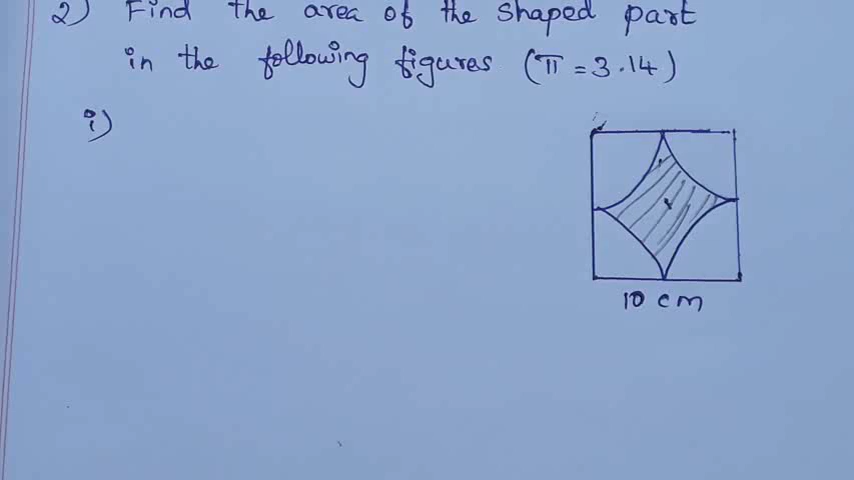 2) Find the area of the shaped part
in the following figures (π = 3.14)
i)
10 cm